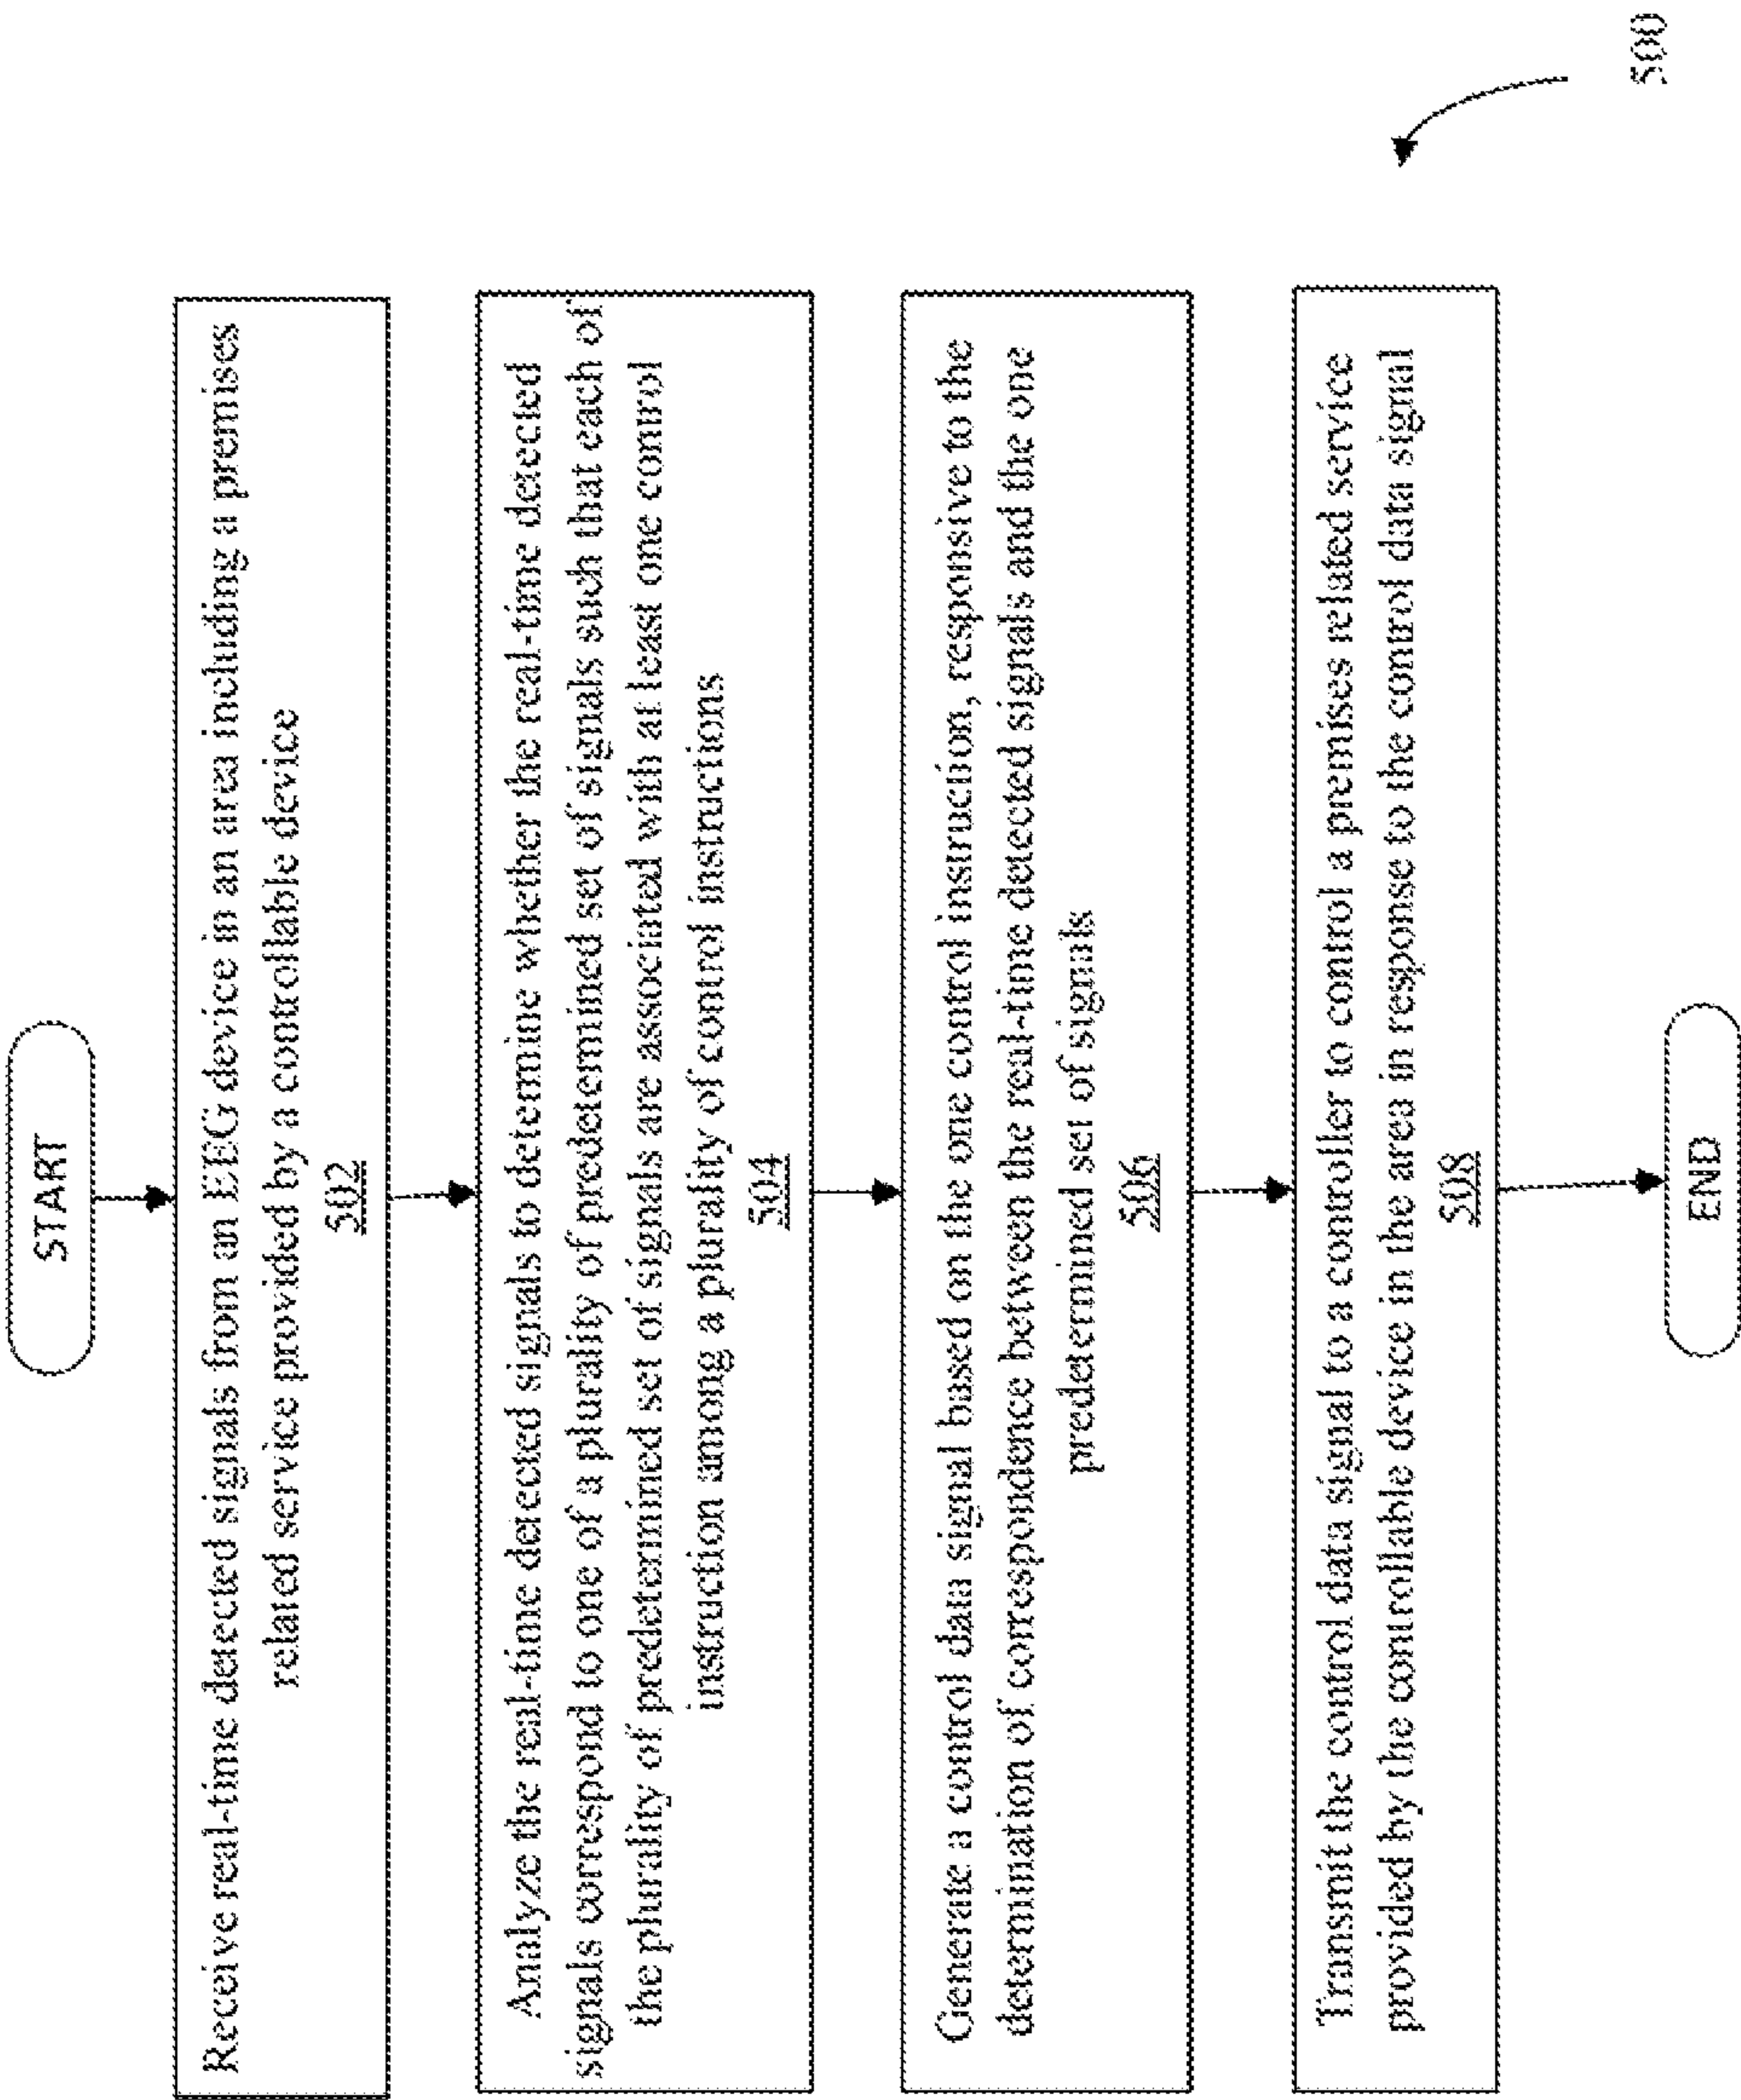 START
Receive real-time detected signals from an EEG device in an area including a premises
related service provided by a controllable device
502
Analyze the real-time detected signals to determine whether the real-time detected
signals correspond to one of a plurality of predetermined set of signals such that each of
the plurality of predetermined set of signals are associated with at least one control
instruction among a plurality of control instructions
504
Generate a control data signal based on the one control instruction, responsive to the
determination of correspondence between the real-time detected signals and the one
predetermined set of signals
506
Transmit the control data signal to a controller to control a premises related service
provided by the controllable device in the area in response to the control data signal
508
END
500